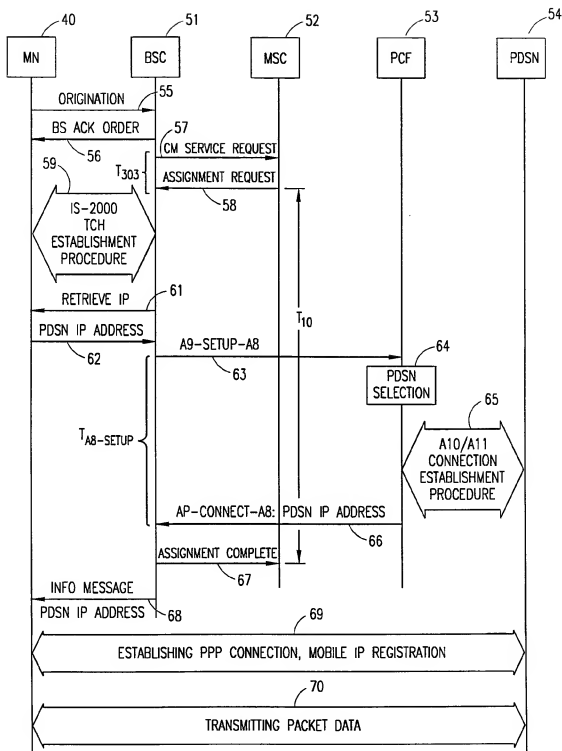 40 51 52 53 54
MN BSC MSC PCF PDSN
ORIGINATION
55
BS ACK ORDER
56
57
CM SERVICE REQUEST
T303
59
ASSIGNMENT REQUEST
58
IS-2000
TCH
ESTABLISHMENT
PROCEDURE
RETRIEVE IP
61
T10
PDSN IP ADDRESS
62
A9-SETUP-A8
63
64
PDSN
SELECTION
65
TA8-SETUP
A10/A11
CONNECTION
ESTABLISHMENT
PROCEDURE
AP-CONNECT-A8: PDSN IP ADDRESS
66
ASSIGNMENT COMPLETE
67
INFO MESSAGE
68
PDSN IP ADDRESS
69
ESTABLISHING PPP CONNECTION, MOBILE IP REGISTRATION
70
TRANSMITTING PACKET DATA